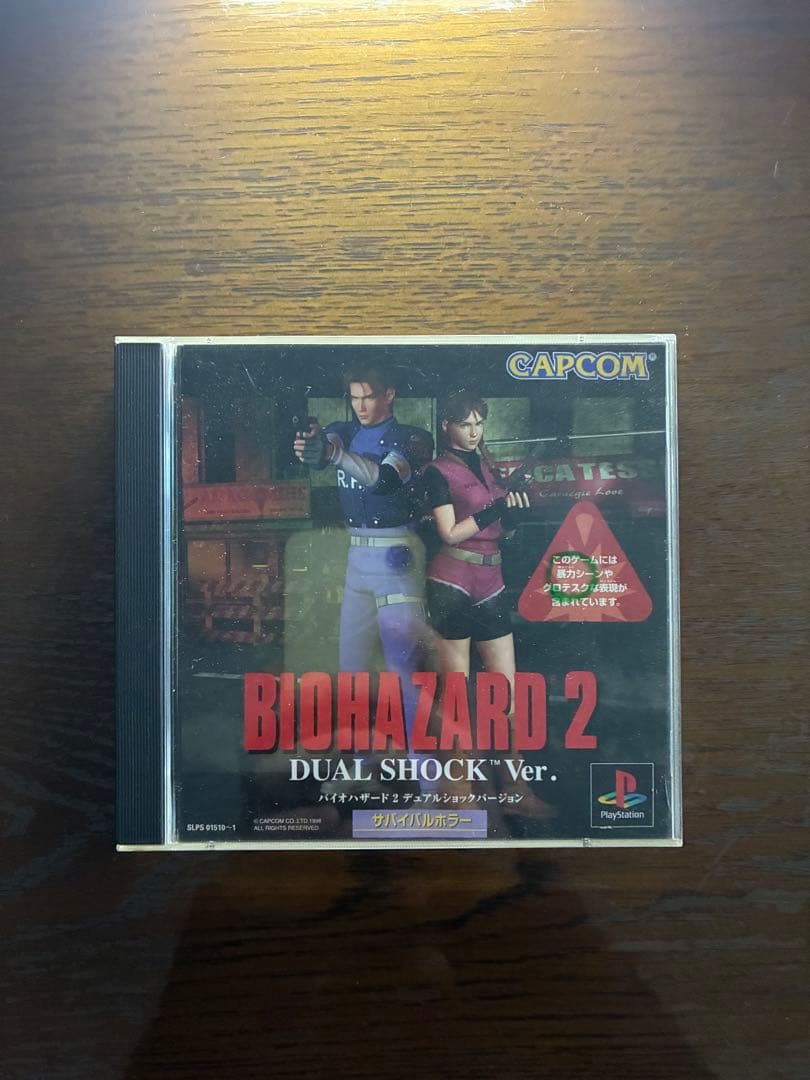 CAPCOM®
R.P.
CATES
Carnegie Love
このゲームには
暴力シーンや
グロテスクな表現が
含まれています。
BIOHAZARD 2
DUAL SHOCK™ Ver.
バイオハザード2 デュアルショックバージョン
サバイバルホラー
SLPS 01510~1
© CAPCOM CO.,LTD.1998
ALL RIGHTS RESERVED
PlayStation